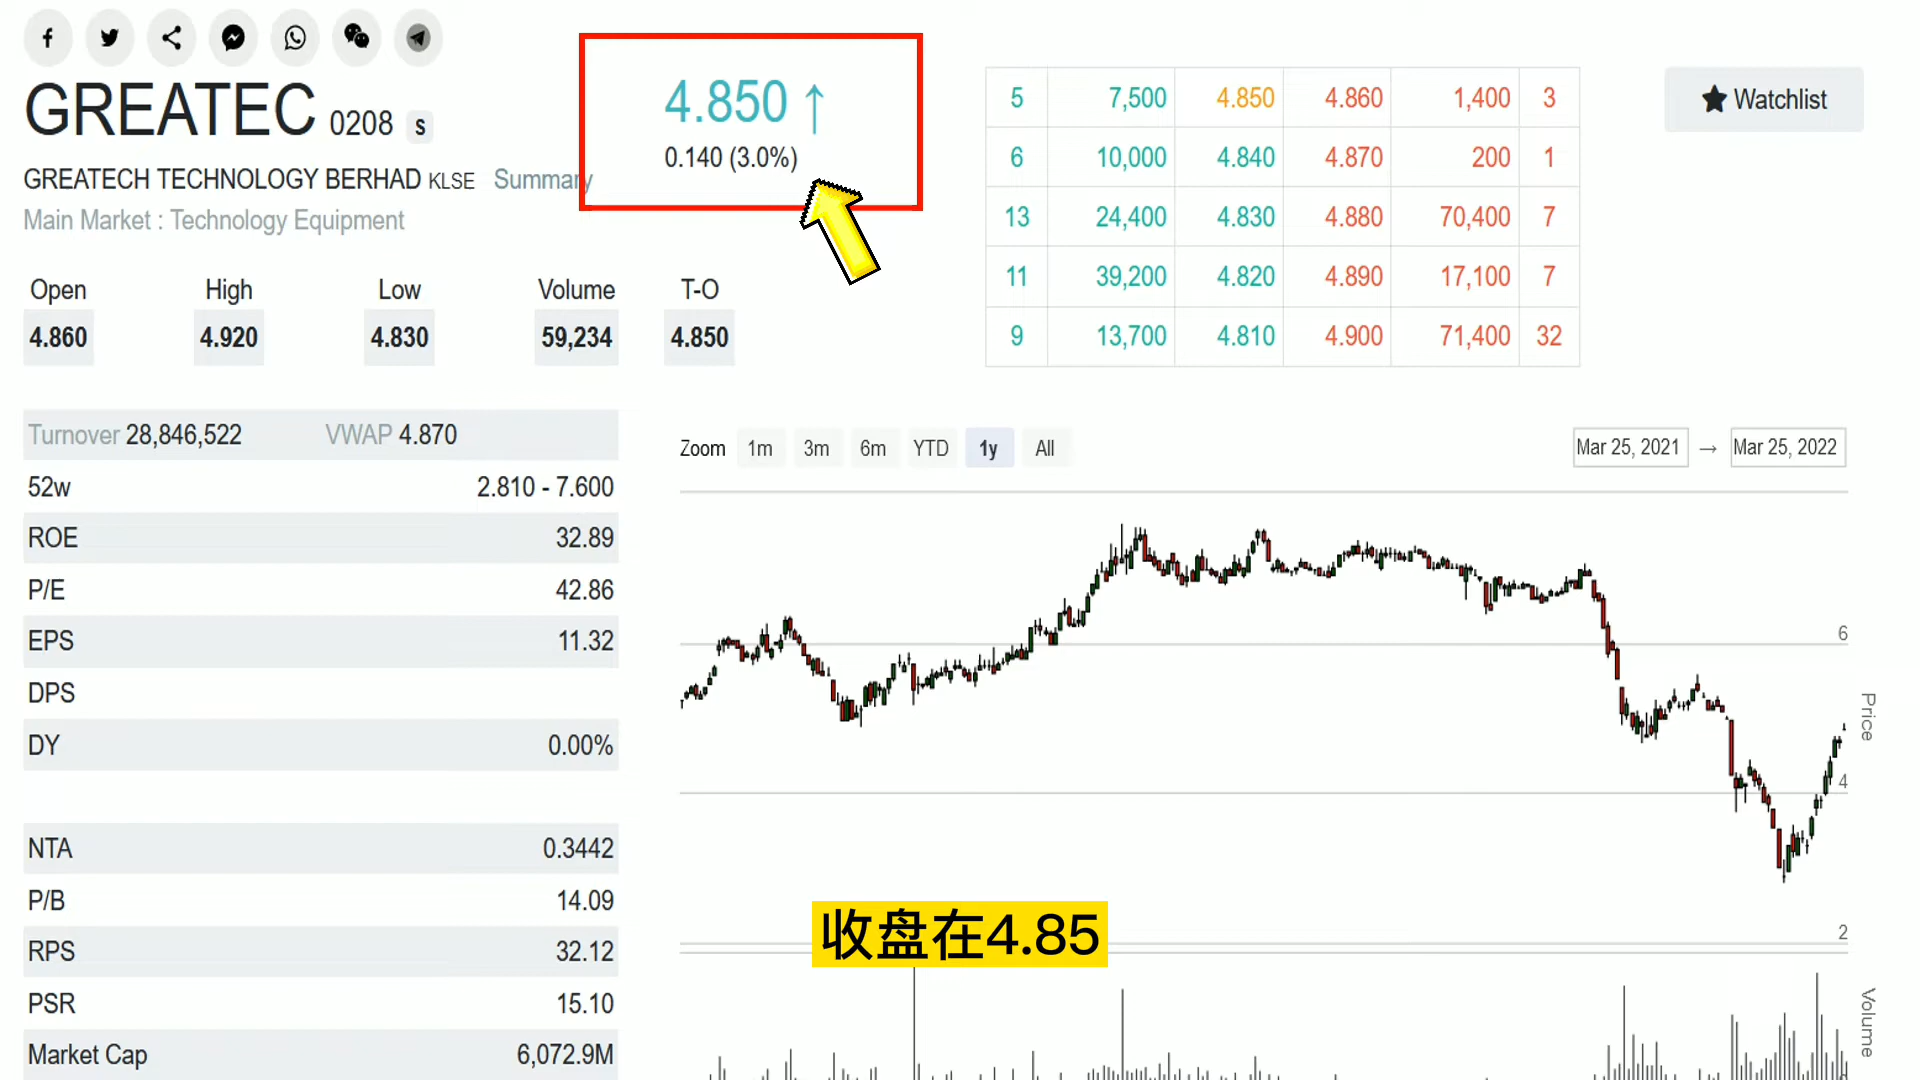 GREATEC 0208 S
GREATECH TECHNOLOGY BERHAD KLSE Summary
Main Market : Technology Equipment
4.850 ↑
0.140 (3.0%)
Open High Low Volume T-O
4.860 4.920 4.830 59,234 4.850
5 7,500 4.850 4.860 1,400 3
6 10,000 4.840 4.870 200 1
13 24,400 4.830 4.880 70,400 7
11 39,200 4.820 4.890 17,100 7
9 13,700 4.810 4.900 71,400 32
Watchlist
Turnover 28,846,522 VWAP 4.870
52w 2.810 - 7.600
ROE 32.89
P/E 42.86
EPS 11.32
DPS
DY 0.00%
NTA 0.3442
P/B 14.09
RPS 32.12
PSR 15.10
Market Cap 6,072.9M
Zoom 1m 3m 6m YTD 1y All
Mar 25, 2021 → Mar 25, 2022
6
4
2
Price
Volume
收盘在4.85